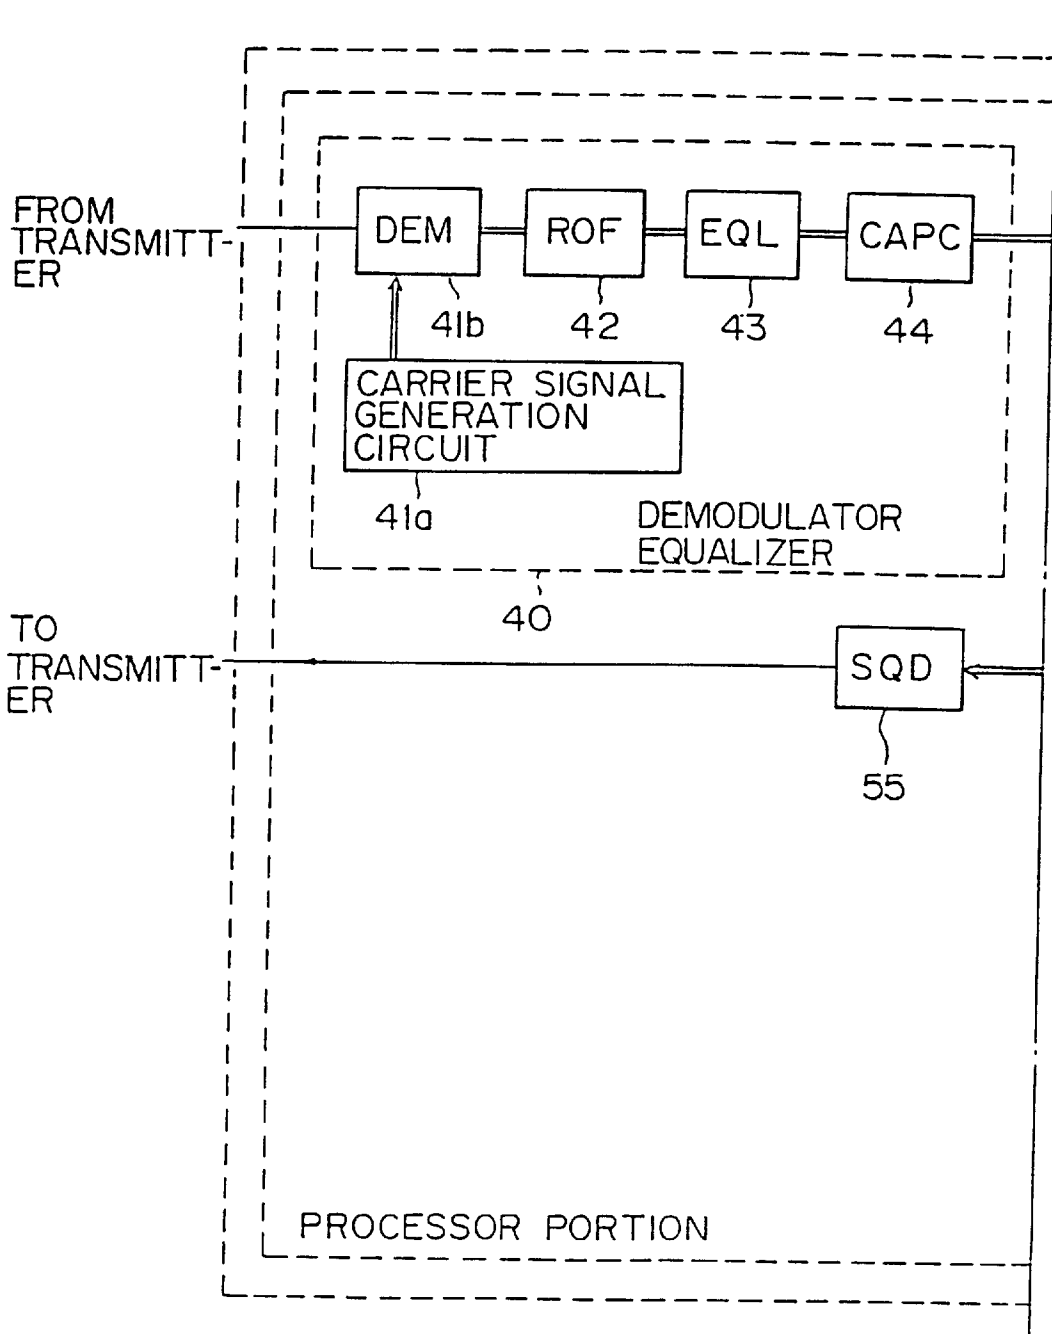 FROM
TRANSMITT-
ER
DEM
ROF
EQL
CAPC
41b
42
43
44
CARRIER SIGNAL
GENERATION
CIRCUIT
41a
DEMODULATOR
EQUALIZER
40
TO
TRANSMITT-
ER
SQD
55
PROCESSOR PORTION